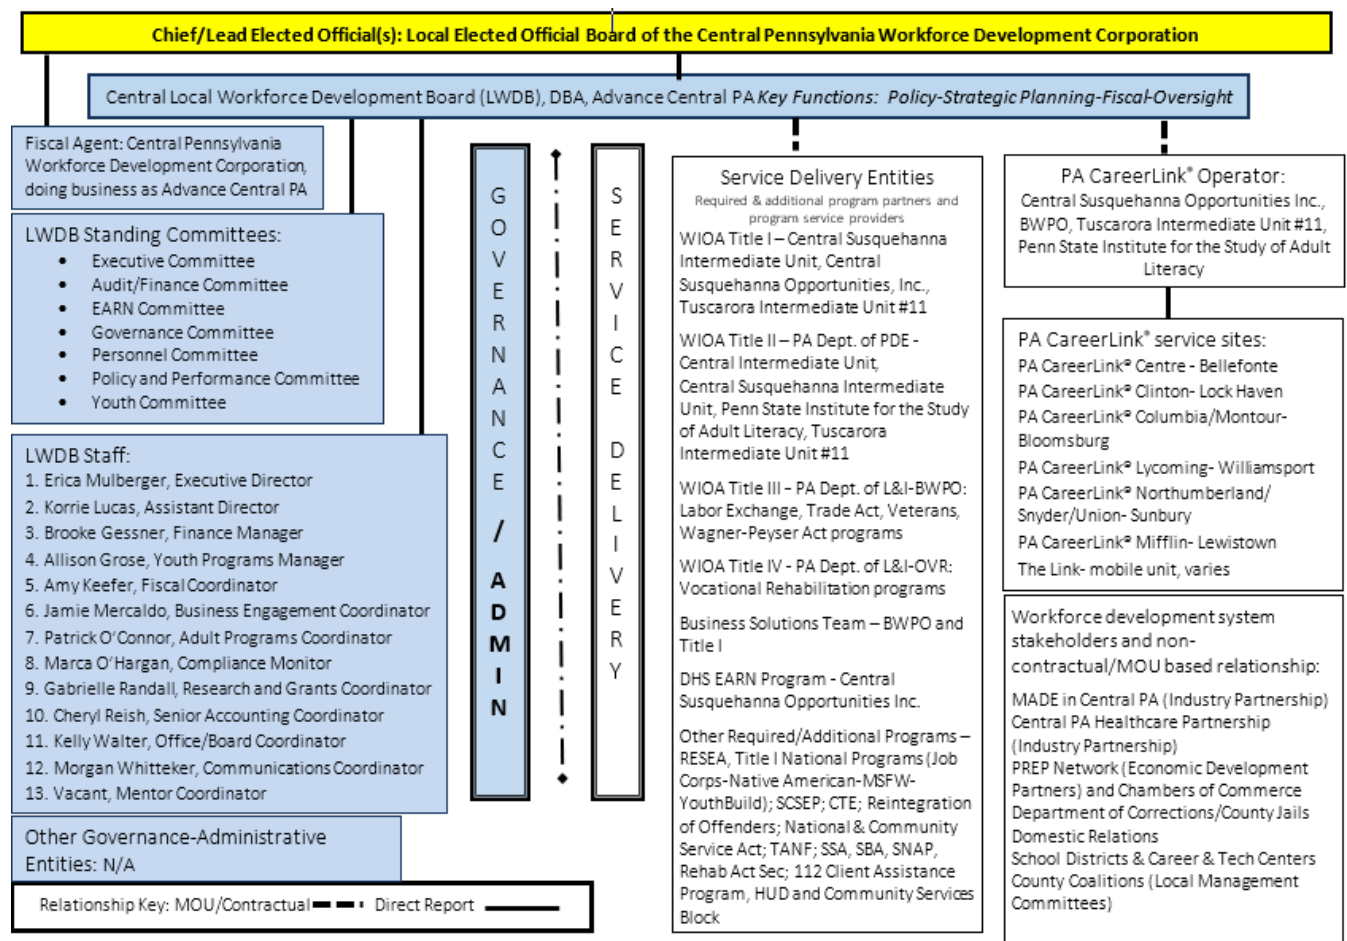 Chief/Lead Elected Official(s): Local Elected Official Board of the Central Pennsylvania Workforce Development Corporation
Central Local Workforce Development Board (LWDB), DBA, Advance Central PA Key Functions: Policy-Strategic Planning-Fiscal-Oversight
Fiscal Agent: Central Pennsylvania
Workforce Development Corporation,
doing business as Advance Central PA
LWDB Standing Committees:
• Executive Committee
• Audit/Finance Committee
• EARN Committee
• Governance Committee
• Personnel Committee
• Policy and Performance Committee
• Youth Committee
LWDB Staff:
1. Erica Mulberger, Executive Director
2. Korrie Lucas, Assistant Director
3. Brooke Gessner, Finance Manager
4. Allison Grose, Youth Programs Manager
5. Amy Keefer, Fiscal Coordinator
6. Jamie Mercaldo, Business Engagement Coordinator
7. Patrick O'Connor, Adult Programs Coordinator
8. Marca O'Hargan, Compliance Monitor
9. Gabrielle Randall, Research and Grants Coordinator
10. Cheryl Reish, Senior Accounting Coordinator
11. Kelly Walter, Office/Board Coordinator
12. Morgan Whitteker, Communications Coordinator
13. Vacant, Mentor Coordinator
Other Governance-Administrative
Entities: N/A
Relationship Key: MOU/Contractual Direct Report
GOVERNANCE / ADMIN
SERVICE DELIVERY
Service Delivery Entities
Required & additional program partners and
program service providers
WIOA Title I – Central Susquehanna
Intermediate Unit, Central
Susquehanna Opportunities, Inc.,
Tuscarora Intermediate Unit #11
WIOA Title II – PA Dept. of PDE -
Central Intermediate Unit,
Central Susquehanna Intermediate
Unit, Penn State Institute for the Study
of Adult Literacy, Tuscarora
Intermediate Unit #11
WIOA Title III - PA Dept. of L&I-BWPO:
Labor Exchange, Trade Act, Veterans,
Wagner-Peyser Act programs
WIOA Title IV - PA Dept. of L&I-OVR:
Vocational Rehabilitation programs
Business Solutions Team – BWPO and
Title I
DHS EARN Program - Central
Susquehanna Opportunities Inc.
Other Required/Additional Programs –
RESEA, Title I National Programs (Job
Corps-Native American-MSFW-
YouthBuild); SCSEP; CTE; Reintegration
of Offenders; National & Community
Service Act; TANF; SSA, SBA, SNAP,
Rehab Act Sec; 112 Client Assistance
Program, HUD and Community Services
Block
PA CareerLink® Operator:
Central Susquehanna Opportunities Inc.,
BWPO, Tuscarora Intermediate Unit #11,
Penn State Institute for the Study of Adult
Literacy
PA CareerLink® service sites:
PA CareerLink® Centre - Bellefonte
PA CareerLink® Clinton- Lock Haven
PA CareerLink® Columbia/Montour-
Bloomsburg
PA CareerLink® Lycoming- Williamsport
PA CareerLink® Northumberland/
Snyder/Union- Sunbury
PA CareerLink® Mifflin- Lewistown
The Link- mobile unit, varies
Workforce development system
stakeholders and non-
contractual/MOU based relationship:
MADE in Central PA (Industry Partnership)
Central PA Healthcare Partnership
(Industry Partnership)
PREP Network (Economic Development
Partners) and Chambers of Commerce
Department of Corrections/County Jails
Domestic Relations
School Districts & Career & Tech Centers
County Coalitions (Local Management
Committees)